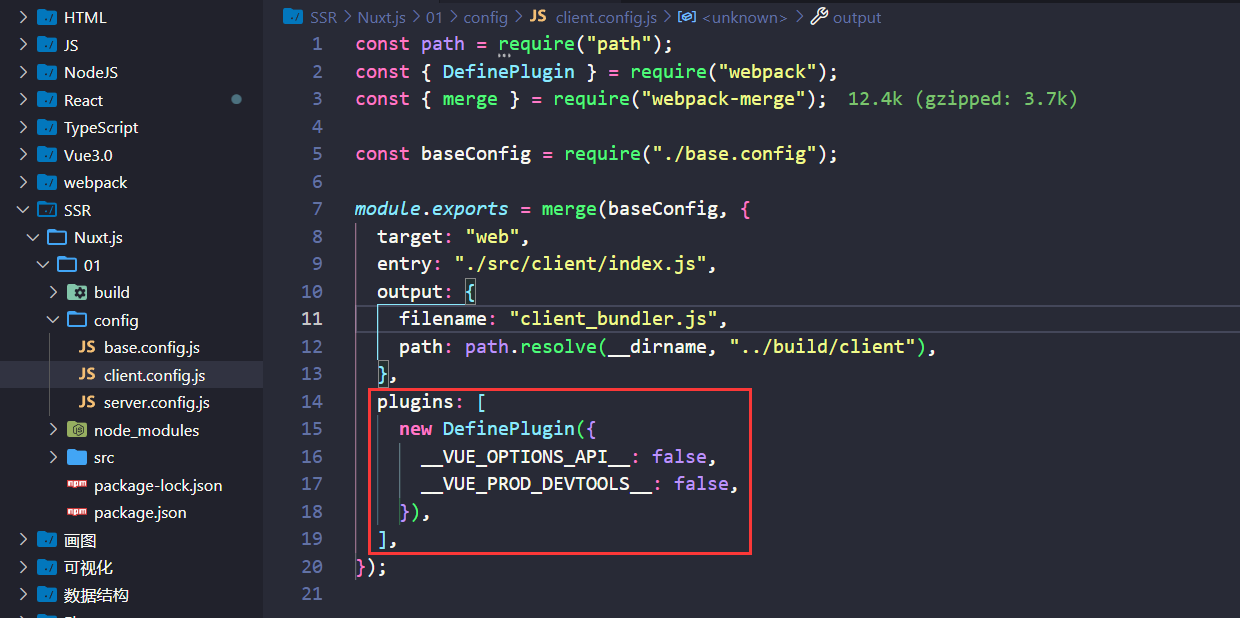 HTML
JS
NodeJS
React
TypeScript
Vue3.0
webpack
SSR
Nuxt.js
01
build
config
JS base.config.js
JS client.config.js
JS server.config.js
node_modules
src
npm package-lock.json
npm package.json
画图
可视化
数据结构
SSR > Nuxt.js > 01 > config > JS client.config.js > <unknown> > output
1 const path = require("path");
2 const { DefinePlugin } = require("webpack");
3 const { merge } = require("webpack-merge"); 12.4k (gzipped: 3.7k)
4
5 const baseConfig = require("./base.config");
6
7 module.exports = merge(baseConfig, {
8 target: "web",
9 entry: "./src/client/index.js",
10 output: {
11 filename: "client_bundler.js",
12 path: path.resolve(__dirname, "../build/client"),
13 },
14 plugins: [
15 new DefinePlugin({
16 __VUE_OPTIONS_API__: false,
17 __VUE_PROD_DEVTOOLS__: false,
18 }),
19 ],
20 });
21